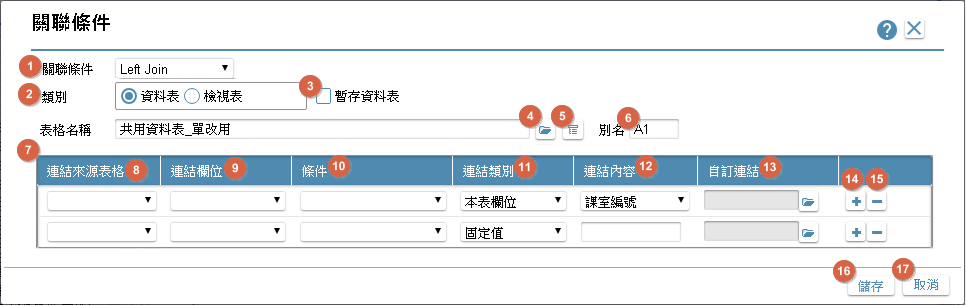 關聯條件
?
1 關聯條件 Left Join
2 類別 資料表 檢視表 3 暫存資料表
表格名稱 共用資料表_單改用 4 5 別名 6 A1
7
連結來源表格 8 連結欄位 9 條件 10 連結類別 11 連結內容 12 自訂連結 13 14 15
本表欄位 謀室編號
固定值
16 儲存 17 取消